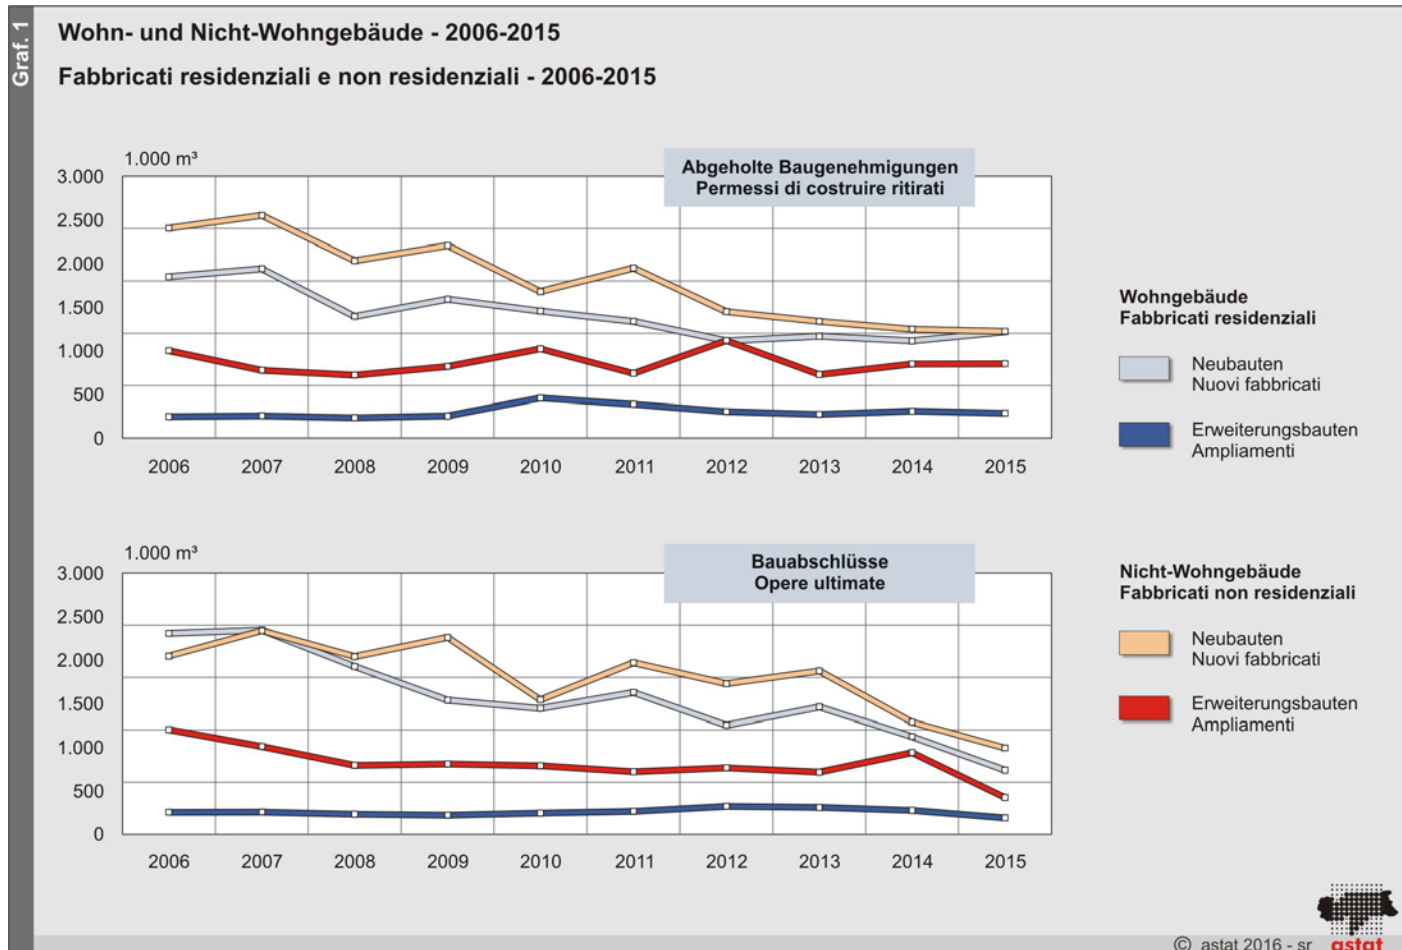 Graf. 1
Wohn- und Nicht-Wohngebäude - 2006-2015
Fabbricati residenziali e non residenziali - 2006-2015
1.000 m³
Abgeholte Baugenehmigungen
Permessi di costruire ritirati
3.000
2.500
2.000
1.500
1.000
500
0
2006 2007 2008 2009 2010 2011 2012 2013 2014 2015
Wohngebäude
Fabbricati residenziali
Neubauten
Nuovi fabbricati
Erweiterungsbauten
Ampliamenti
1.000 m³
Bauabschlüsse
Opere ultimate
3.000
2.500
2.000
1.500
1.000
500
0
2006 2007 2008 2009 2010 2011 2012 2013 2014 2015
Nicht-Wohngebäude
Fabbricati non residenziali
Neubauten
Nuovi fabbricati
Erweiterungsbauten
Ampliamenti
© astat 2016 - sr
astat